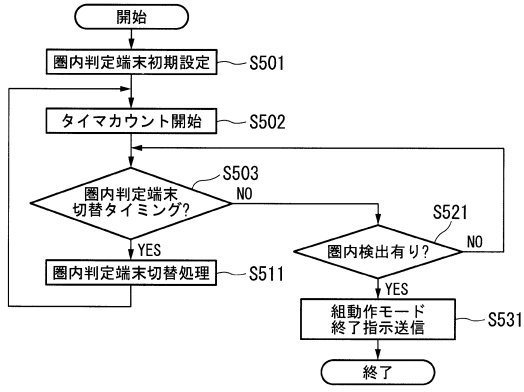 開始
圏内判定端末初期設定
S501
タイマカウント開始
S502
圏内判定端末
切替タイミング?
S503
NO
YES
圏内判定端末切替処理
S511
圏内検出有り?
S521
NO
YES
組動作モード
終了指示送信
S531
終了